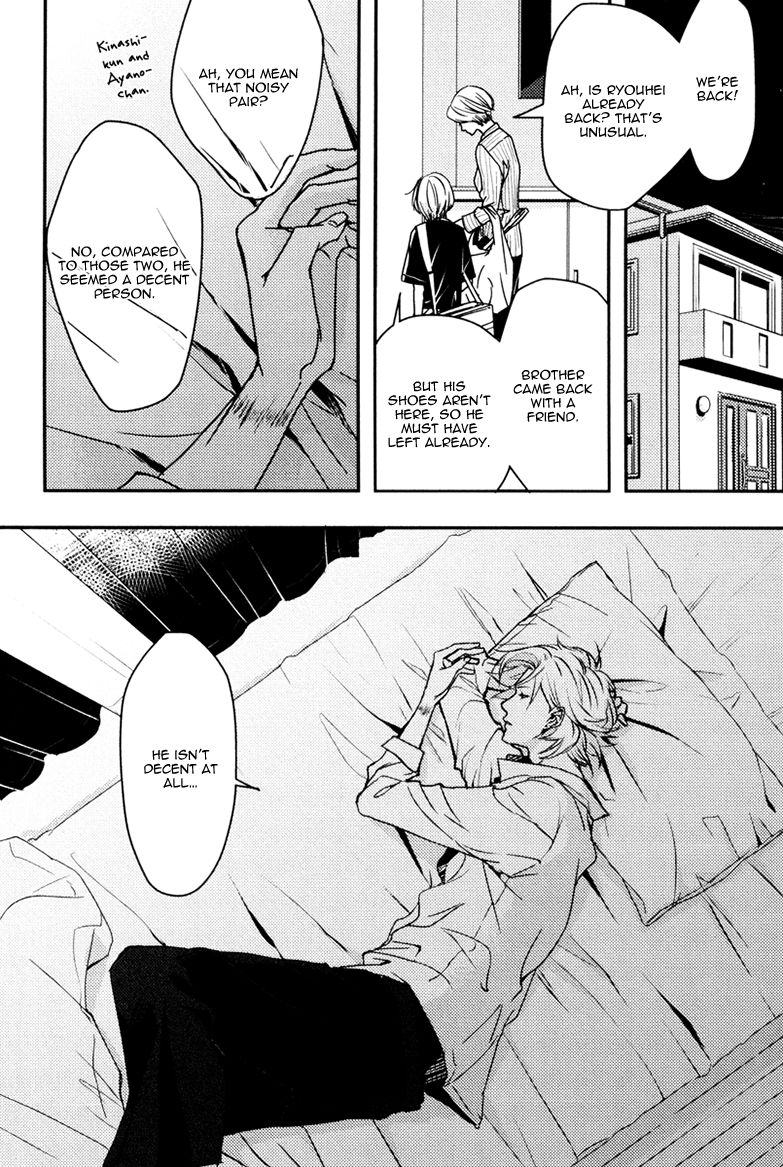 WE'RE
BACK!
AH, IS RYOUHEI
ALREADY
BACK? THAT'S
UNUSUAL.
BROTHER
CAME BACK
WITH A
FRIEND.
BUT HIS
SHOES AREN'T
HERE, SO HE
MUST HAVE
LEFT ALREADY.
AH, YOU MEAN
THAT NOISY
PAIR?
Kinashi-
kun and
Ayano-
chan.
NO, COMPARED
TO THOSE TWO, HE
SEEMED A DECENT
PERSON.
HE ISN'T
DECENT AT
ALL...